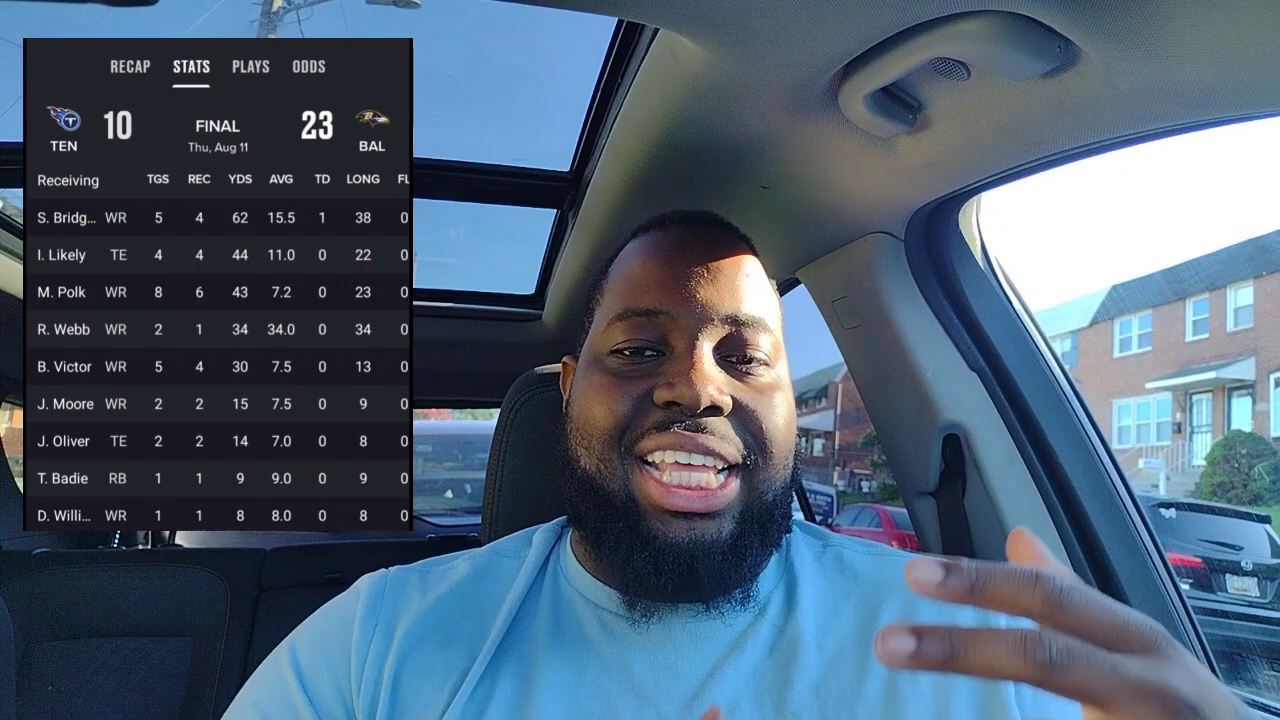 RECAP STATS PLAYS ODDS
10 FINAL 23
TEN Thu, Aug 11 BAL
Receiving TGS REC YDS AVG TD LONG FL
S. Bridg... WR 5 4 62 15.5 1 38 0
I. Likely TE 4 4 44 11.0 0 22 0
M. Polk WR 8 6 43 7.2 0 23 0
R. Webb WR 2 1 34 34.0 0 34 0
B. Victor WR 5 4 30 7.5 0 13 0
J. Moore WR 2 2 15 7.5 0 9 0
J. Oliver TE 2 2 14 7.0 0 8 0
T. Badie RB 1 1 9 9.0 0 9 0
D. Willi... WR 1 1 8 8.0 0 8 0